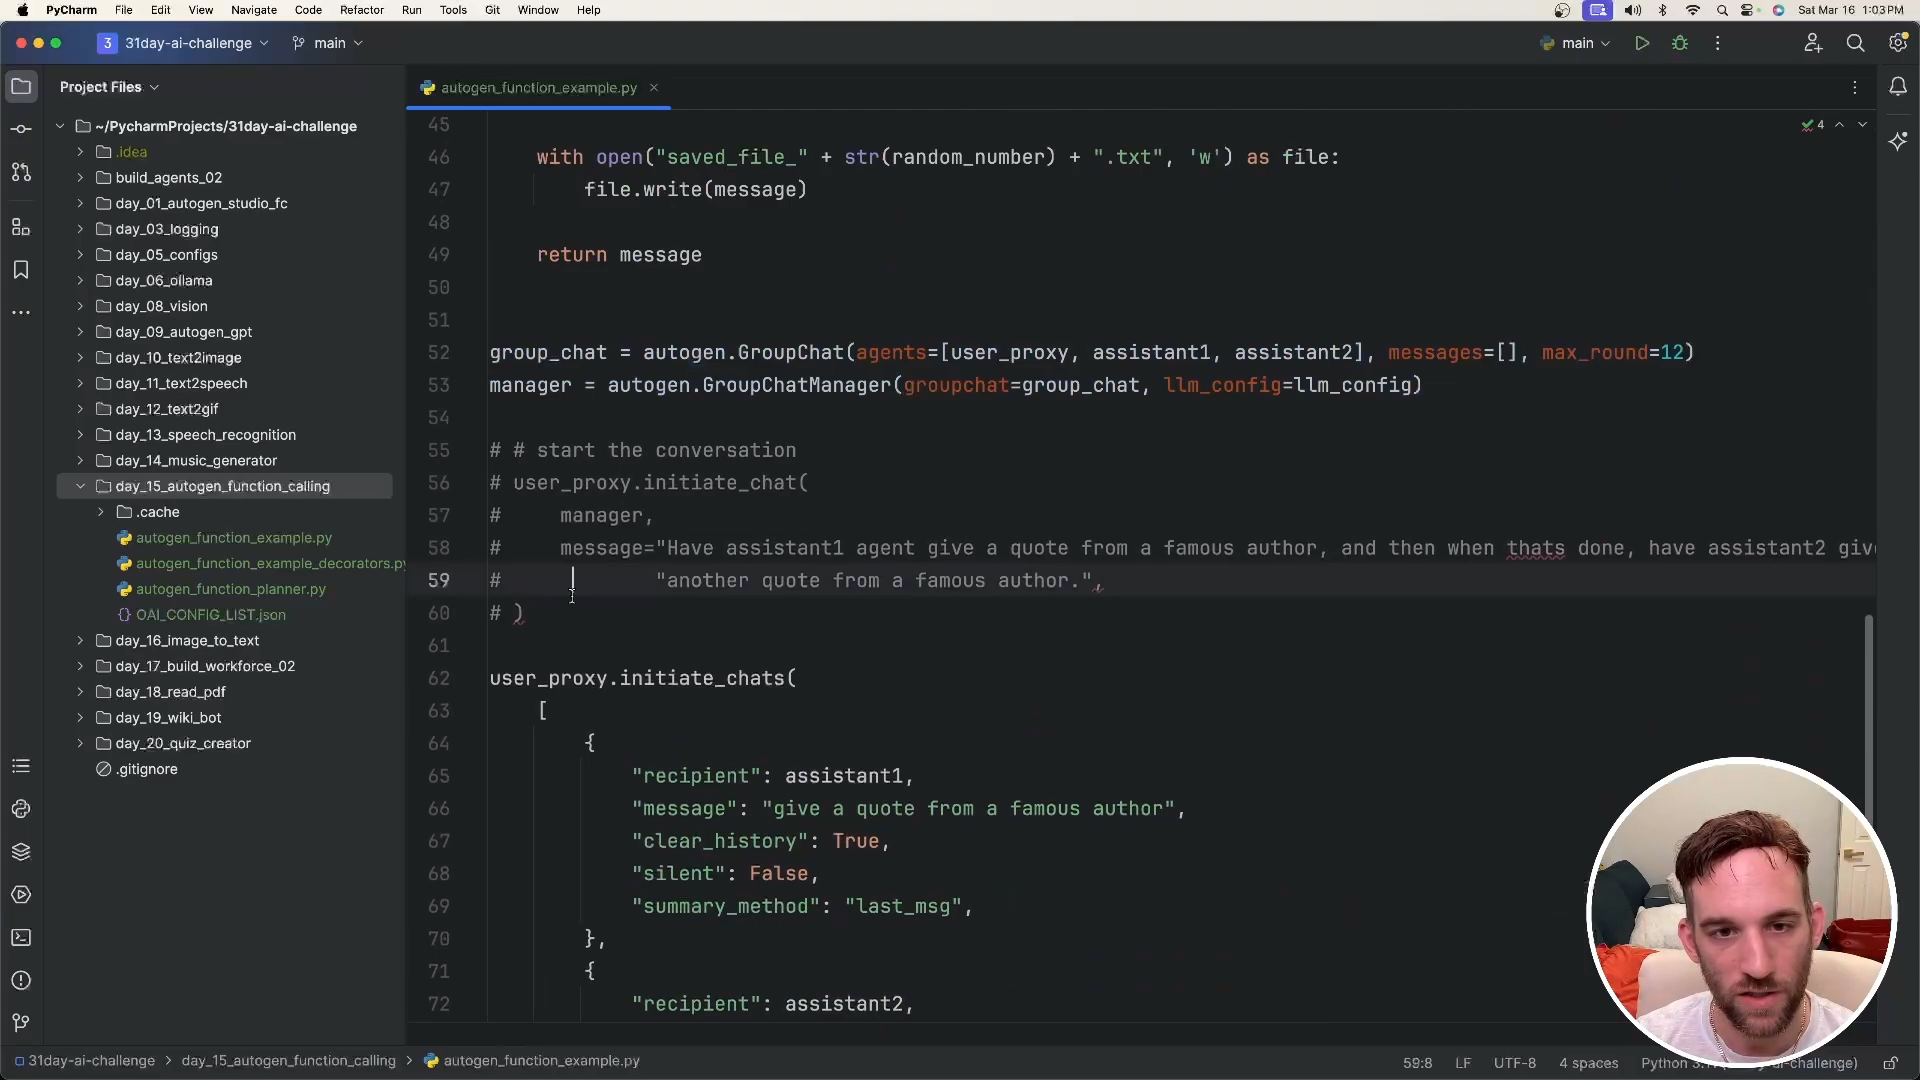 PyCharm File Edit View Navigate Code Refactor Run Tools Git Window Help Sat Mar 16 1:03 PM
3 31day-ai-challenge main main
Project Files
autogen_function_example.py
~/PycharmProjects/31day-ai-challenge
.idea
build_agents_02
day_01_autogen_studio_fc
day_03_logging
day_05_configs
day_06_ollama
day_08_vision
day_09_autogen_gpt
day_10_text2image
day_11_text2speech
day_12_text2gif
day_13_speech_recognition
day_14_music_generator
day_15_autogen_function_calling
.cache
autogen_function_example.py
autogen_function_example_decorators.py
autogen_function_planner.py
{} OAI_CONFIG_LIST.json
day_16_image_to_text
day_17_build_workforce_02
day_18_read_pdf
day_19_wiki_bot
day_20_quiz_creator
.gitignore
4
45
46 with open("saved_file_" + str(random_number) + ".txt", 'w') as file:
47 file.write(message)
48
49 return message
50
51
52 group_chat = autogen.GroupChat(agents=[user_proxy, assistant1, assistant2], messages=[], max_round=12)
53 manager = autogen.GroupChatManager(groupchat=group_chat, llm_config=llm_config)
54
55 # # start the conversation
56 # user_proxy.initiate_chat(
57 # manager,
58 # message="Have assistant1 agent give a quote from a famous author, and then when thats done, have assistant2 giv
59 # "another quote from a famous author.",
60 # )
61
62 user_proxy.initiate_chats(
63 [
64 {
65 "recipient": assistant1,
66 "message": "give a quote from a famous author",
67 "clear_history": True,
68 "silent": False,
69 "summary_method": "last_msg",
70 },
71 {
72 "recipient": assistant2,
31day-ai-challenge > day_15_autogen_function_calling > autogen_function_example.py 59:8 LF UTF-8 4 spaces Python ai-challenge)